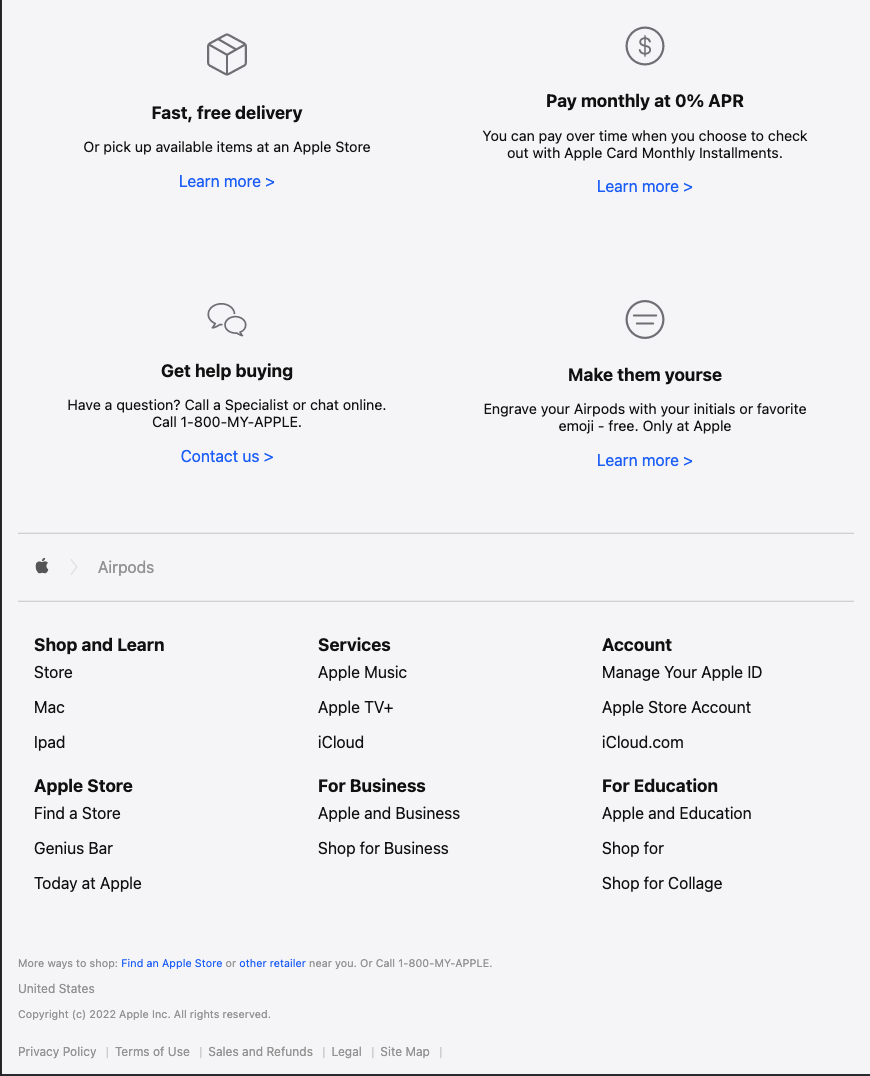 Fast, free delivery
Or pick up available items at an Apple Store
Learn more >
$
Pay monthly at 0% APR
You can pay over time when you choose to check
out with Apple Card Monthly Installments.
Learn more >
Get help buying
Have a question? Call a Specialist or chat online.
Call 1-800-MY-APPLE.
Contact us >
Make them yourse
Engrave your Airpods with your initials or favorite
emoji - free. Only at Apple
Learn more >
Airpods
Shop and Learn
Store
Mac
Ipad
Services
Apple Music
Apple TV+
iCloud
Account
Manage Your Apple ID
Apple Store Account
iCloud.com
Apple Store
Find a Store
Genius Bar
Today at Apple
For Business
Apple and Business
Shop for Business
For Education
Apple and Education
Shop for
Shop for Collage
More ways to shop: Find an Apple Store or other retailer near you. Or Call 1-800-MY-APPLE.
United States
Copyright (c) 2022 Apple Inc. All rights reserved.
Privacy Policy | Terms of Use | Sales and Refunds | Legal | Site Map |